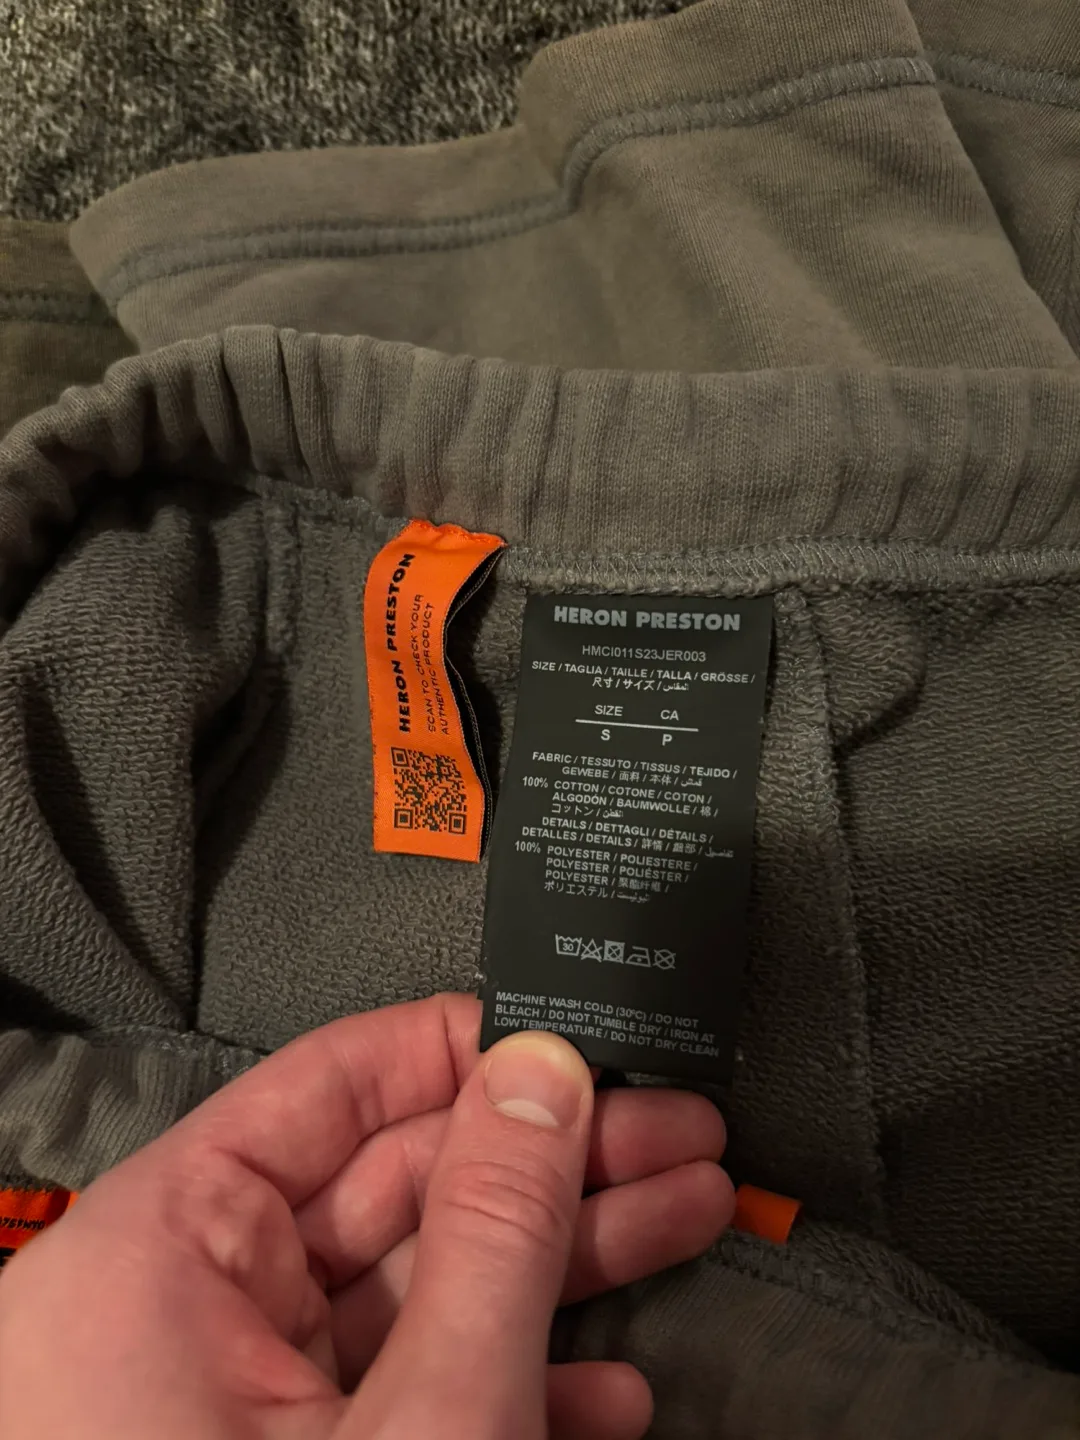 HERON PRESTON
SCAN TO CHECK YOUR
AUTHENTIC PRODUCT
HERON PRESTON
HMCI011S23JER003
SIZE / TAGLIA / TAILLE / TALLA / GRÖSSE /
尺寸 / サイズ / المقاس
SIZE CA
S P
FABRIC / TESSUTO / TISSUS / TEJIDO /
GEWEBE / 面料 / 本体 / قمش
100% COTTON / COTONE / COTON /
ALGODÓN / BAUMWOLLE / 棉 /
コットン / القطن
DETAILS / DETTAGLI / DÉTAILS /
DETALLES / DETAILS / 詳情 / 細部 / تفاصيل
100% POLYESTER / POLIESTERE /
POLYESTER / POLIÉSTER /
POLYESTER / 聚酯纤维 /
ポリエステル /
30
MACHINE WASH COLD (30ºC) / DO NOT
BLEACH / DO NOT TUMBLE DRY / IRON AT
LOW TEMPERATURE / DO NOT DRY CLEAN